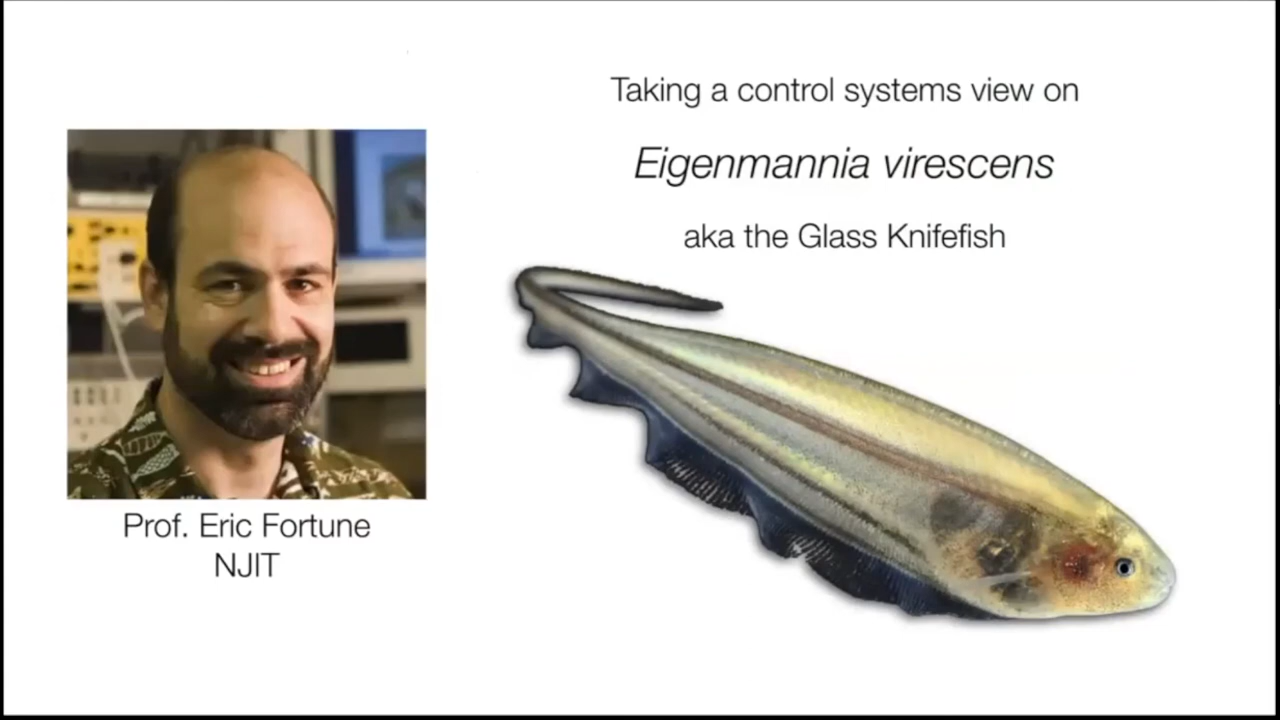 Taking a control systems view on
Eigenmannia virescens
aka the Glass Knifefish
Prof. Eric Fortune
NJIT